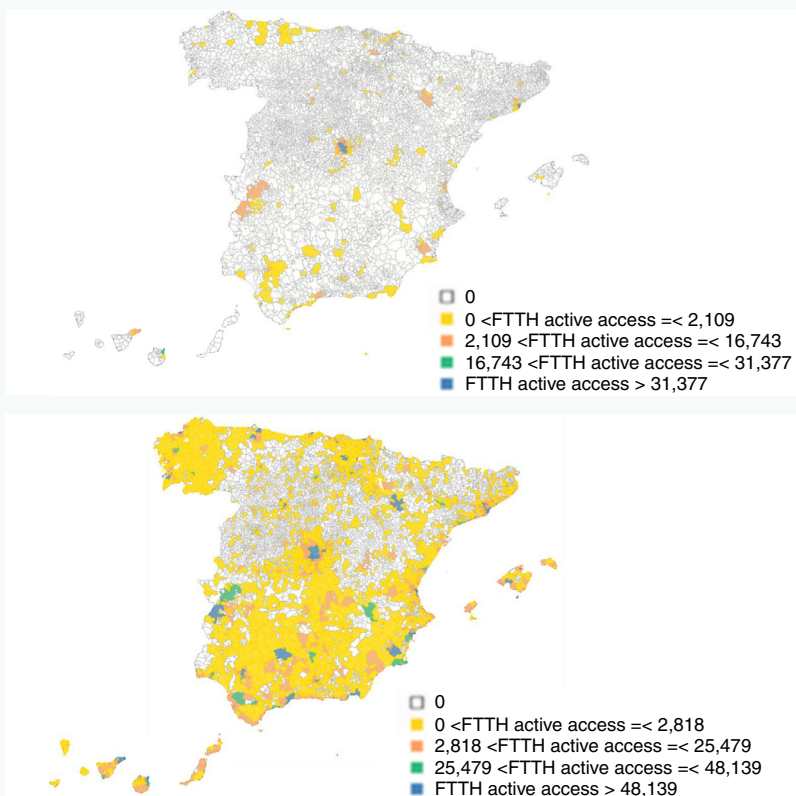 0
0 <FTTH active access =< 2,109
2,109 <FTTH active access =< 16,743
16,743 <FTTH active access =< 31,377
FTTH active access > 31,377
0
0 <FTTH active access =< 2,818
2,818 <FTTH active access =< 25,479
25,479 <FTTH active access =< 48,139
FTTH active access > 48,139